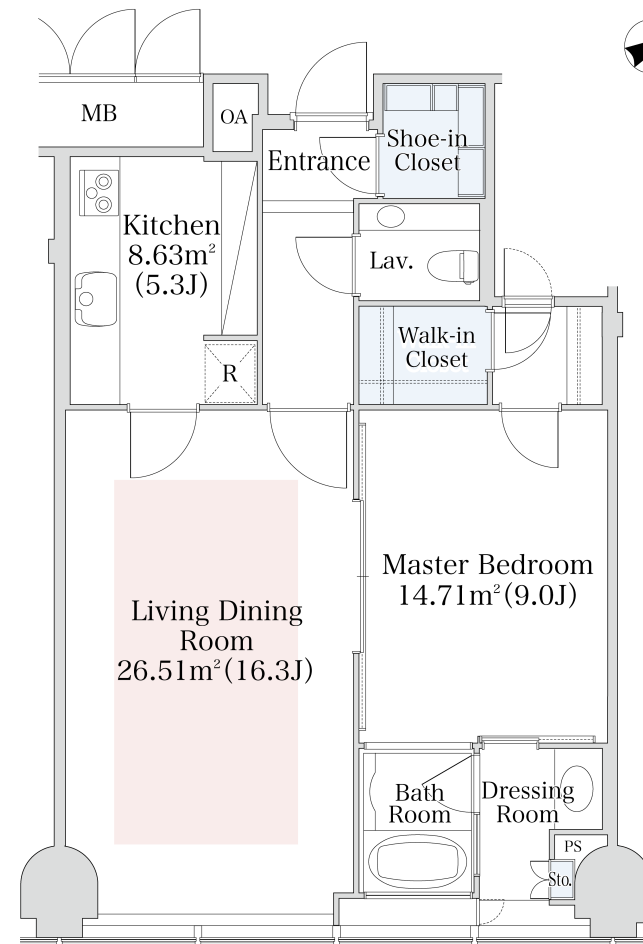 MB
OA
Entrance
Shoe-in
Closet
Kitchen
8.63m²
(5.3J)
Lav.
Walk-in
Closet
R
Master Bedroom
14.71m²(9.0J)
Living Dining
Room
26.51m²(16.3J)
Bath
Room
Dressing
Room
PS
Sto.